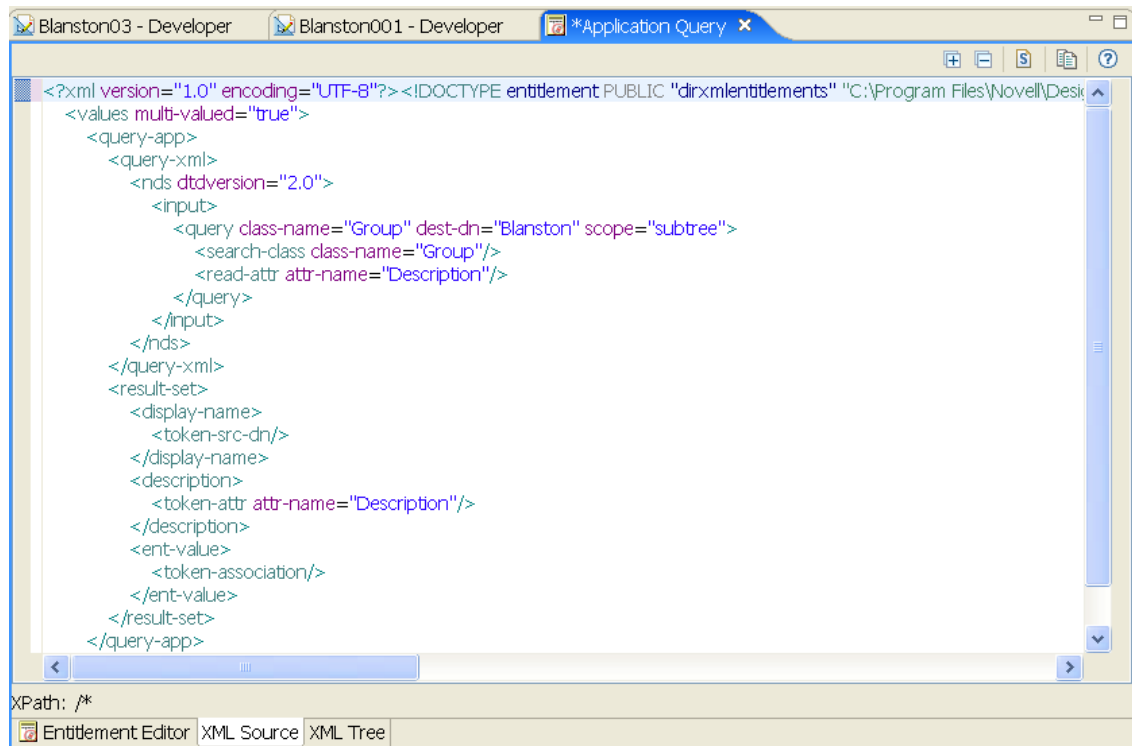 Blanston03 - Developer Blanston001 - Developer *Application Query
<?xml version="1.0" encoding="UTF-8"?><!DOCTYPE entitlement PUBLIC "dirxmlentitlements" "C:\Program Files\Novell\Desi
<values multi-valued="true">
<query-app>
<query-xml>
<nds dtdversion="2.0">
<input>
<query class-name="Group" dest-dn="Blanston" scope="subtree">
<search-class class-name="Group"/>
<read-attr attr-name="Description"/>
</query>
</input>
</nds>
</query-xml>
<result-set>
<display-name>
<token-src-dn/>
</display-name>
<description>
<token-attr attr-name="Description"/>
</description>
<ent-value>
<token-association/>
</ent-value>
</result-set>
</query-app>
XPath: /*
Entitlement Editor XML Source XML Tree